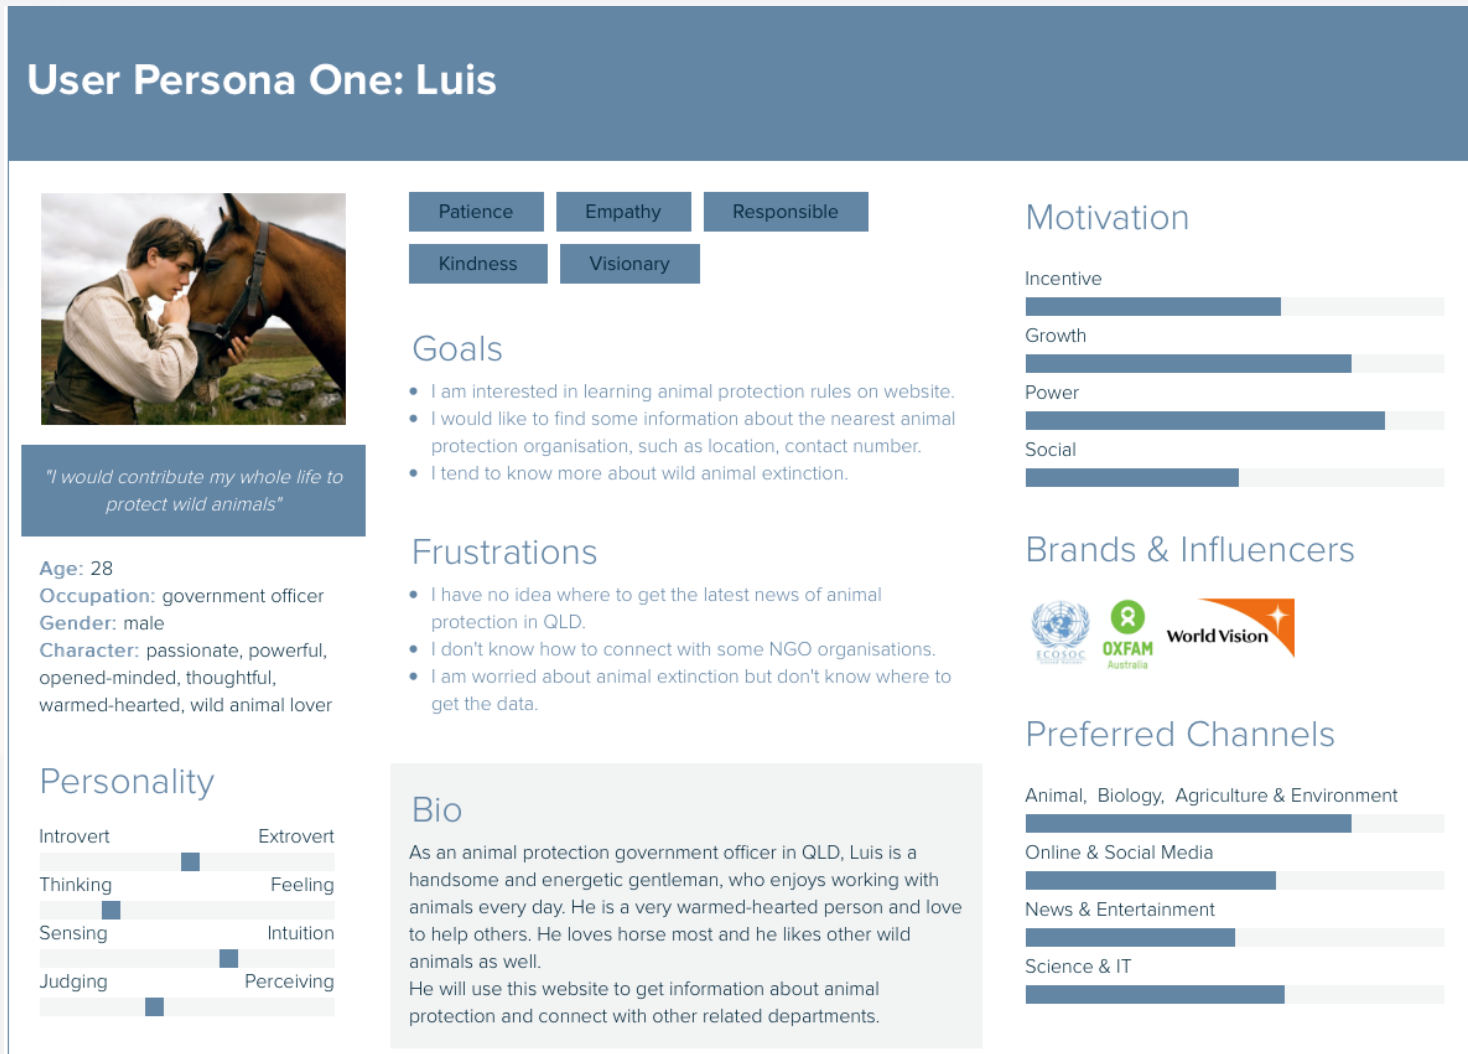 User Persona One: Luis
"I would contribute my whole life to
protect wild animals"
Age: 28
Occupation: government officer
Gender: male
Character: passionate, powerful,
opened-minded, thoughtful,
warmed-hearted, wild animal lover
Personality
Introvert Extrovert
Thinking Feeling
Sensing Intuition
Judging Perceiving
Patience Empathy Responsible
Kindness Visionary
Goals
• I am interested in learning animal protection rules on website.
• I would like to find some information about the nearest animal
protection organisation, such as location, contact number.
• I tend to know more about wild animal extinction.
Frustrations
• I have no idea where to get the latest news of animal
protection in QLD.
• I don't know how to connect with some NGO organisations.
• I am worried about animal extinction but don't know where to
get the data.
Bio
As an animal protection government officer in QLD, Luis is a
handsome and energetic gentleman, who enjoys working with
animals every day. He is a very warmed-hearted person and love
to help others. He loves horse most and he likes other wild
animals as well.
He will use this website to get information about animal
protection and connect with other related departments.
Motivation
Incentive
Growth
Power
Social
Brands & Influencers
ECOSOC
United Nations
OXFAM
Australia
World Vision
Preferred Channels
Animal, Biology, Agriculture & Environment
Online & Social Media
News & Entertainment
Science & IT